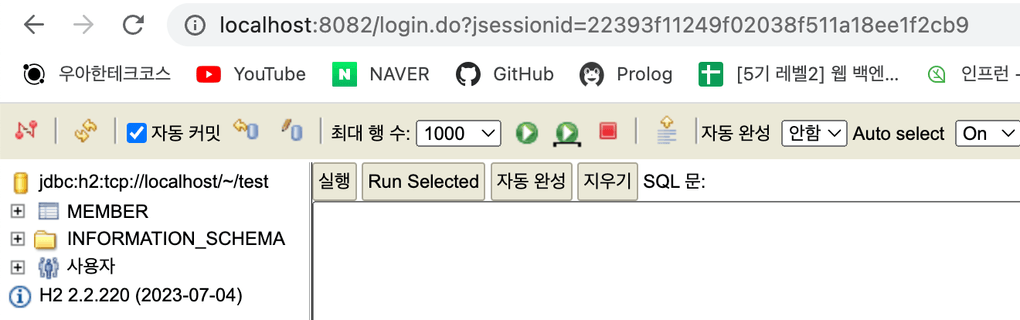 localhost:8082/login.do?jsessionid=22393f11249f02038f511a18ee1f2cb9
우아한테크코스 YouTube NAVER GitHub Prolog [5기 레벨2] 웹 백엔... 인프런 -
자동 커밋 최대 행 수: 1000 자동 완성 안함 Auto select On
jdbc:h2:tcp://localhost/~/test 실행 Run Selected 자동 완성 지우기 SQL 문:
MEMBER
INFORMATION_SCHEMA
사용자
H2 2.2.220 (2023-07-04)